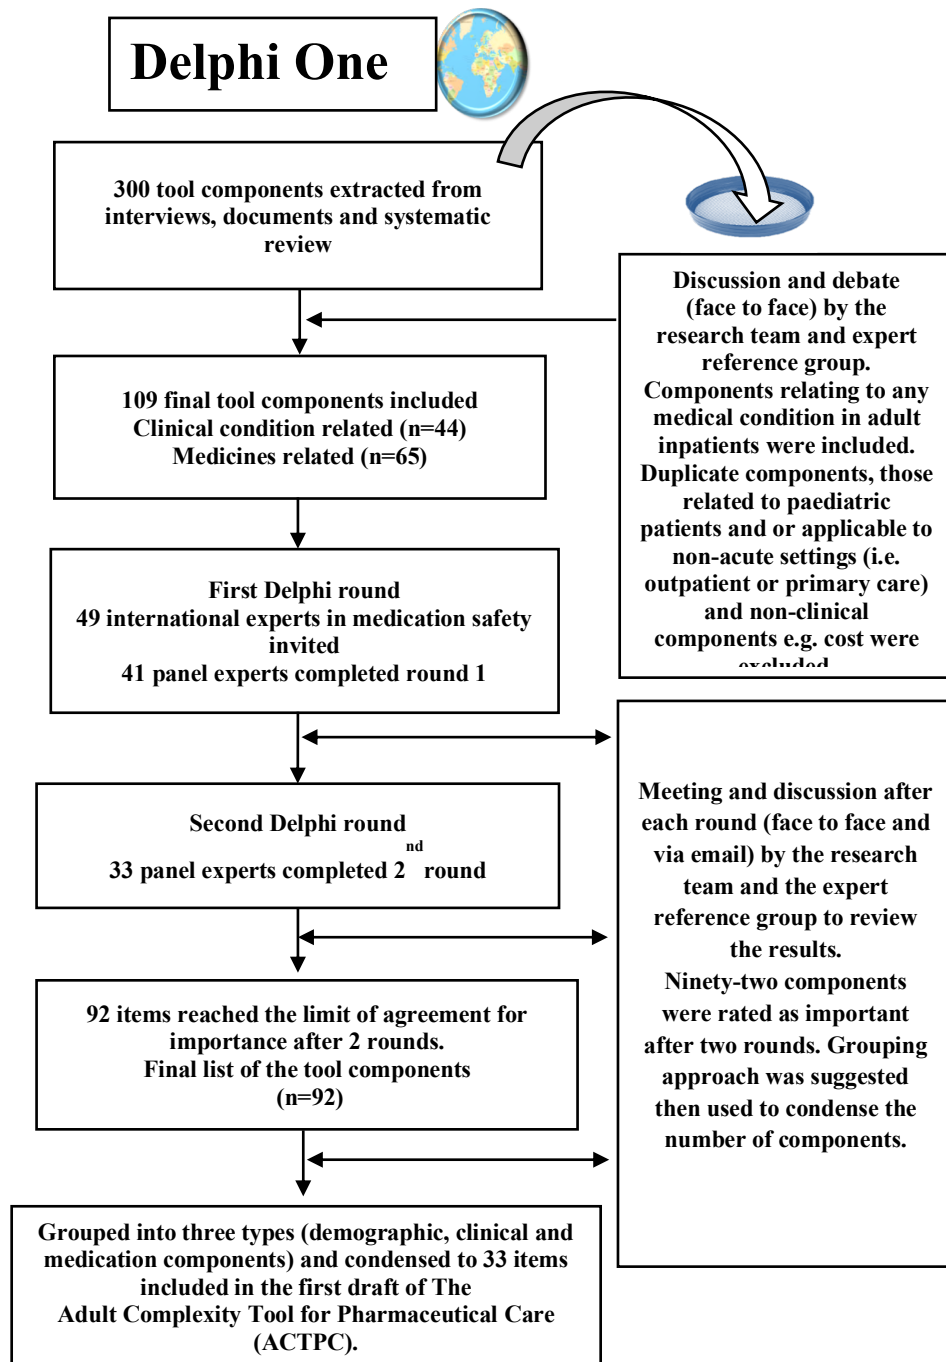 Delphi One
300 tool components extracted from
interviews, documents and systematic
review
Discussion and debate
(face to face) by the
research team and expert
reference group.
Components relating to any
medical condition in adult
inpatients were included.
Duplicate components, those
related to paediatric
patients and or applicable to
non-acute settings (i.e.
outpatient or primary care)
and non-clinical
components e.g. cost were
excluded
109 final tool components included
Clinical condition related (n=44)
Medicines related (n=65)
First Delphi round
49 international experts in medication safety
invited
41 panel experts completed round 1
Second Delphi round
33 panel experts completed 2nd round
Meeting and discussion after
each round (face to face and
via email) by the research
team and the expert
reference group to review
the results.
Ninety-two components
were rated as important
after two rounds. Grouping
approach was suggested
then used to condense the
number of components.
92 items reached the limit of agreement for
importance after 2 rounds.
Final list of the tool components
(n=92)
Grouped into three types (demographic, clinical and
medication components) and condensed to 33 items
included in the first draft of The
Adult Complexity Tool for Pharmaceutical Care
(ACTPC).